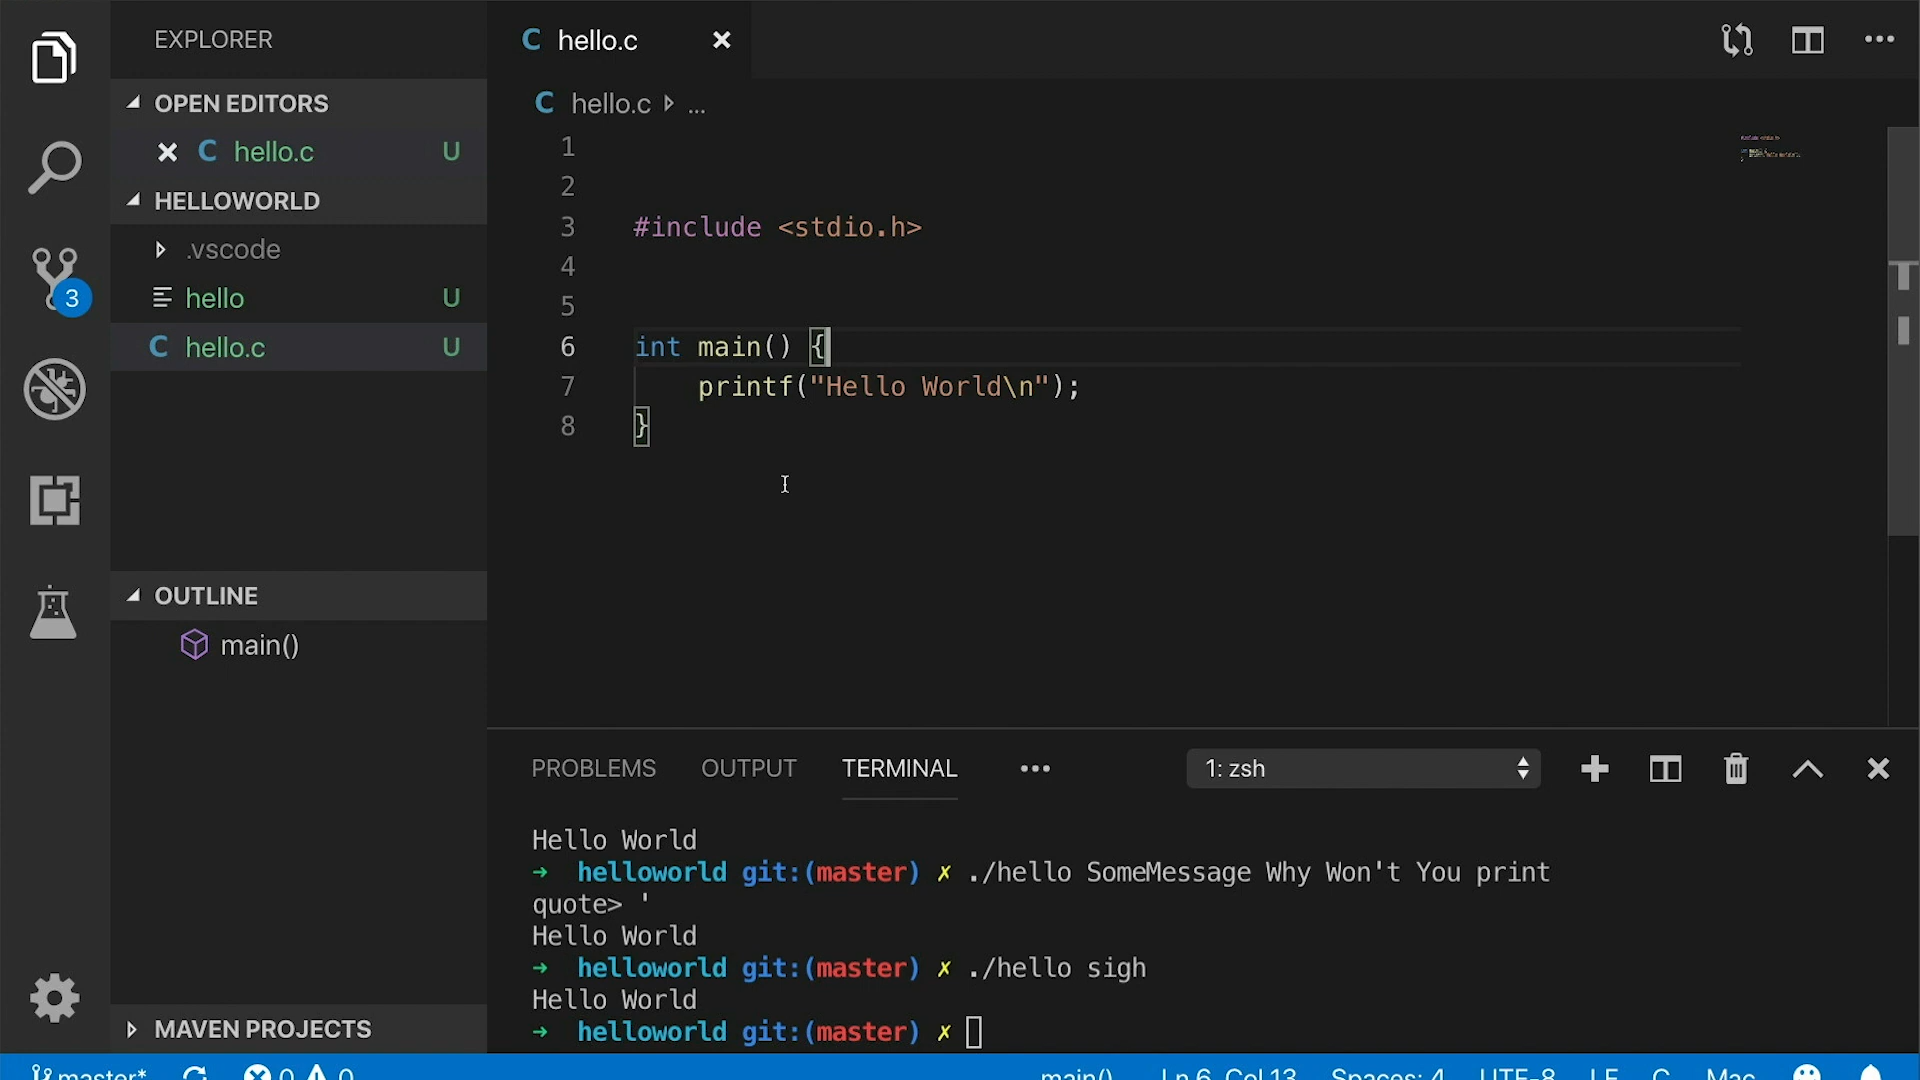 EXPLORER
OPEN EDITORS
C hello.c U
HELLOWORLD
.vscode
hello U
C hello.c U
3
OUTLINE
main()
MAVEN PROJECTS
C hello.c
C hello.c ...
1
2
3 #include <stdio.h>
4
5
6 int main() {
7 printf("Hello World\n");
8 }
PROBLEMS OUTPUT TERMINAL ••• 1: zsh
Hello World
➜ helloworld git:(master) ✗ ./hello SomeMessage Why Won't You print
quote> '
Hello World
➜ helloworld git:(master) ✗ ./hello sigh
Hello World
➜ helloworld git:(master) ✗
master* 0 0 main() Ln 6, Col 13 Spaces: 4 UTF-8 LF C Mac